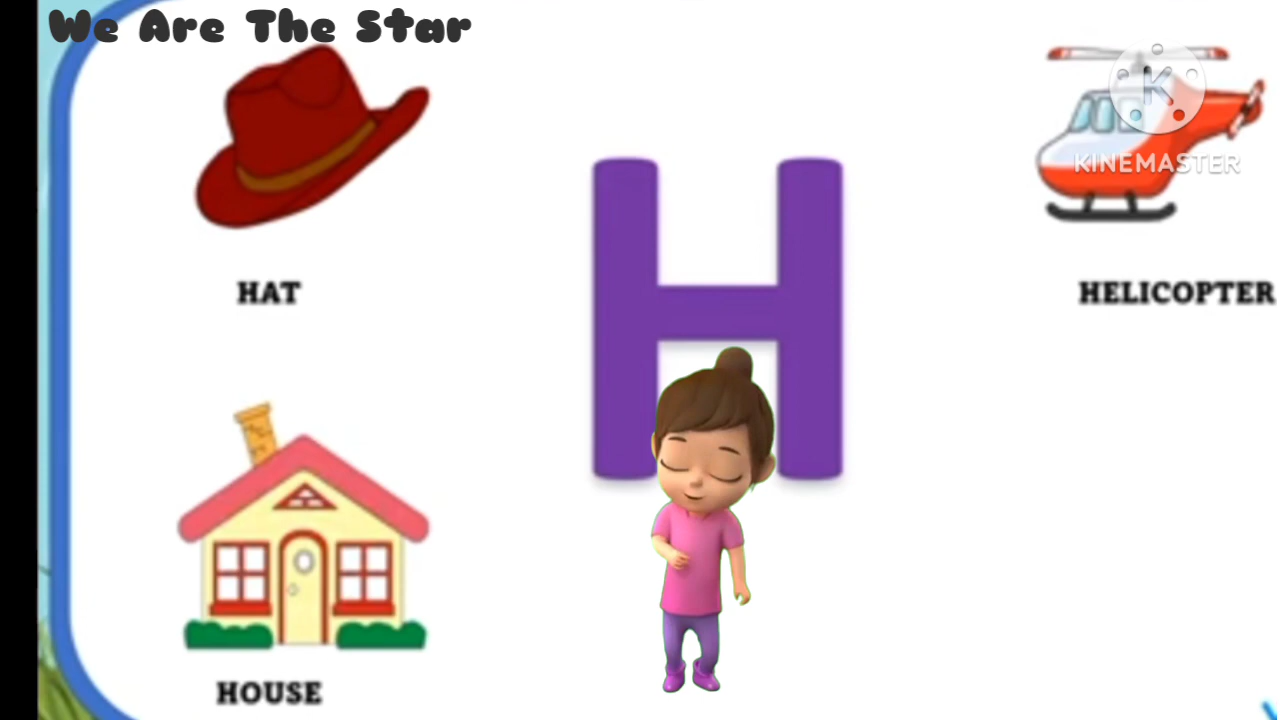 We Are The Star
K
KINEMASTER
HAT
H
HELICOPTER
HOUSE